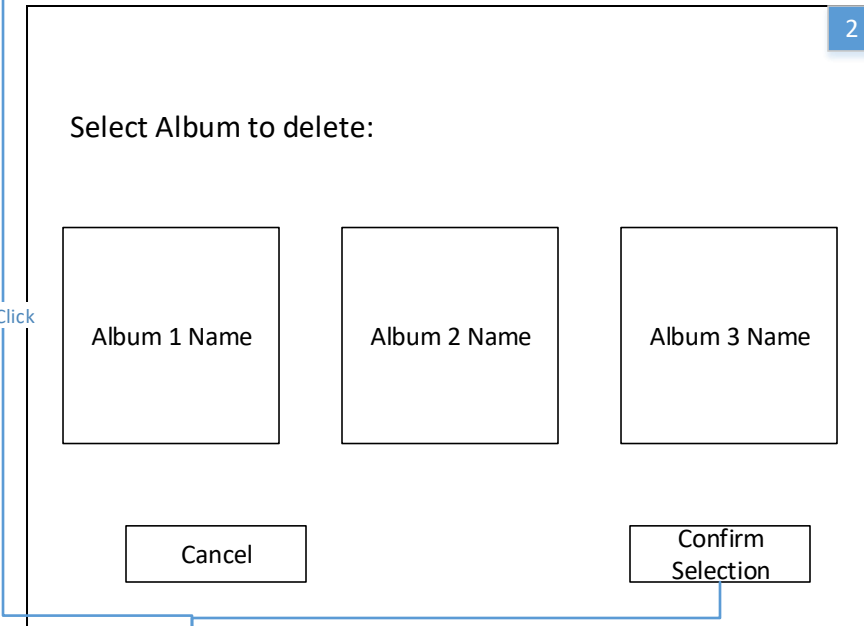 2
Select Album to delete:
Album 1 Name
Album 2 Name
Album 3 Name
Click
Cancel
Confirm
Selection